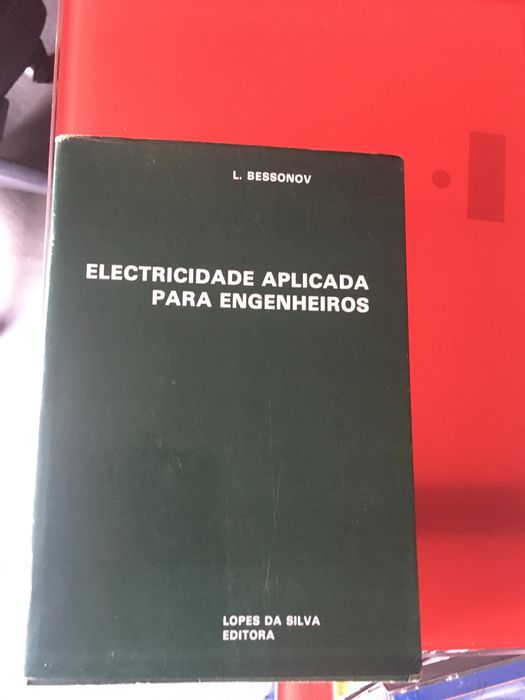 L. BESSONOV
ELECTRICIDADE APLICADA
PARA ENGENHEIROS
LOPES DA SILVA
EDITORA